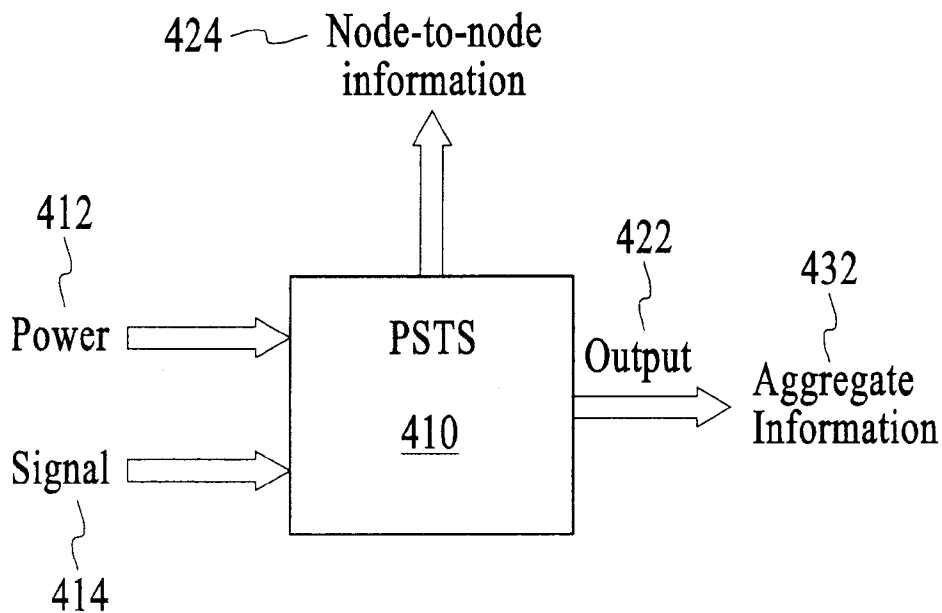 424
Node-to-node
information
412
422
432
Power
PSTS
Output
Aggregate
Information
410
Signal
414